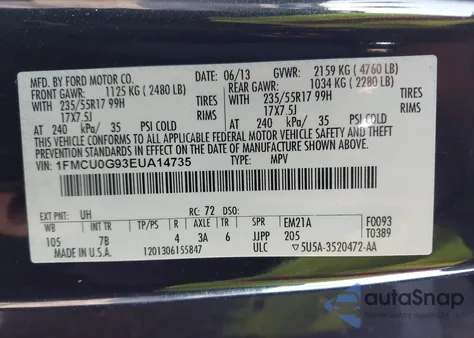 MFD. BY FORD MOTOR CO. 06/13 GVWR: 2159 KG (4760 LB)
FRONT GAWR: 1125 KG (2480 LB) REAR GAWR: 1034 KG (2280 LB)
WITH 235/55R17 99H TIRES WITH 235/55R17 99H TIRES
17X7.5J RIMS 17X7.5J RIMS
AT 240 kPa/ 35 PSI COLD AT 240 kPa/ 35 PSI COLD
THIS VEHICLE CONFORMS TO ALL APPLICABLE FEDERAL MOTOR VEHICLE SAFETY, BUMPER, AND
THEFT PREVENTION STANDARDS IN EFFECT ON THE DATE OF MANUFACTURE SHOWN ABOVE.
VIN: 1FMCU0G93EUA14735 TYPE: MPV
EXT PNT: UH RC: 72 DSO:
WB INT TR TP/PS R AXLE TR SPR EM21A F0093
105 7B 4 3A 6 JJPP 205 T0389
MADE IN U.S.A. 1201306155847 ULC 5U5A-3520472-AA
autoSnap
www.autosnap.com